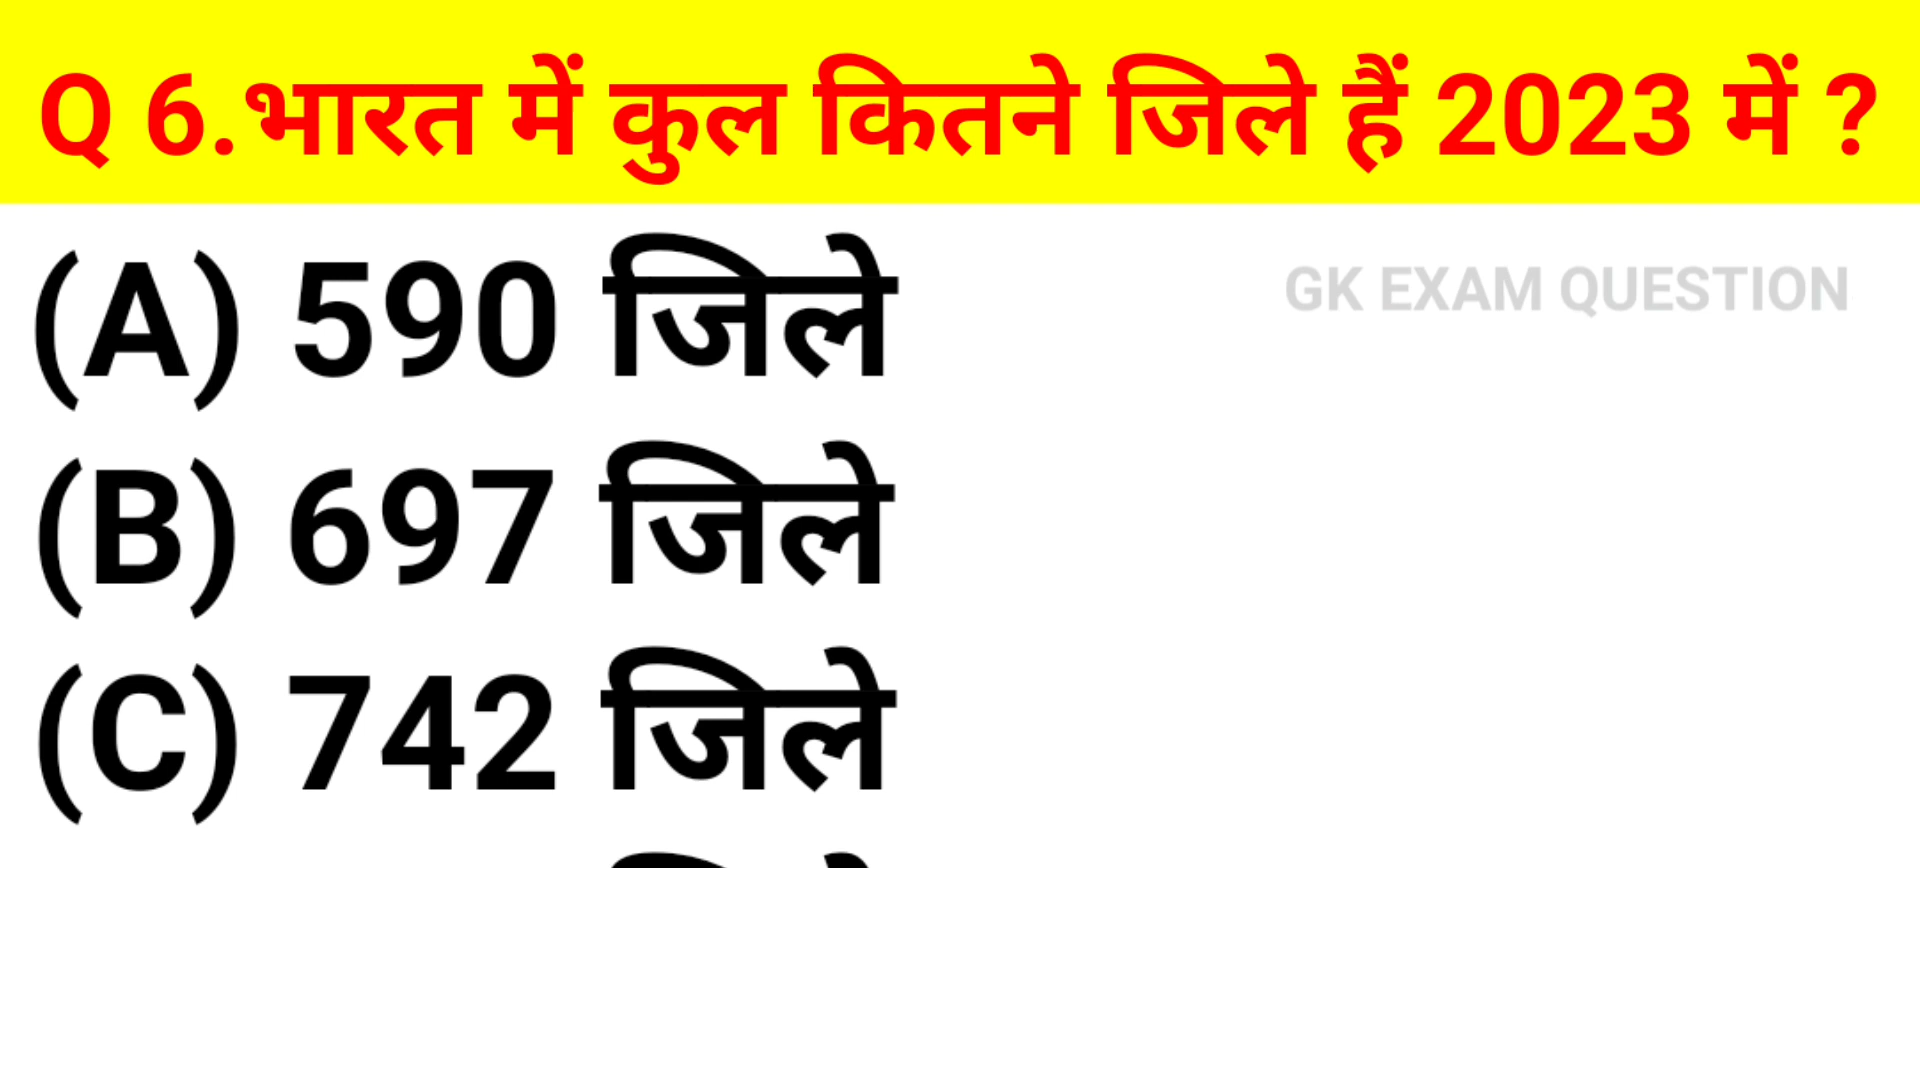 Q 6.भारत में कुल कितने जिले हैं 2023 में ?
(A) 590 जिले
GK EXAM QUESTION
(B) 697 जिले
(C) 742 जिले